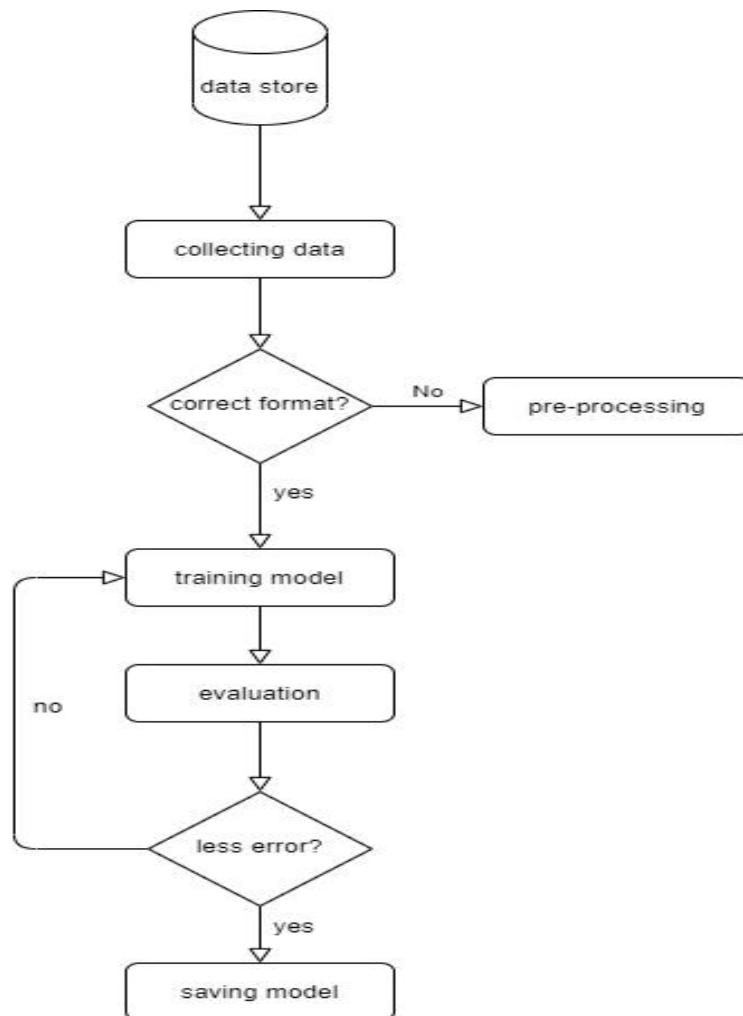 data store
collecting data
correct format?
No
pre-processing
yes
training model
evaluation
no
less error?
yes
saving model